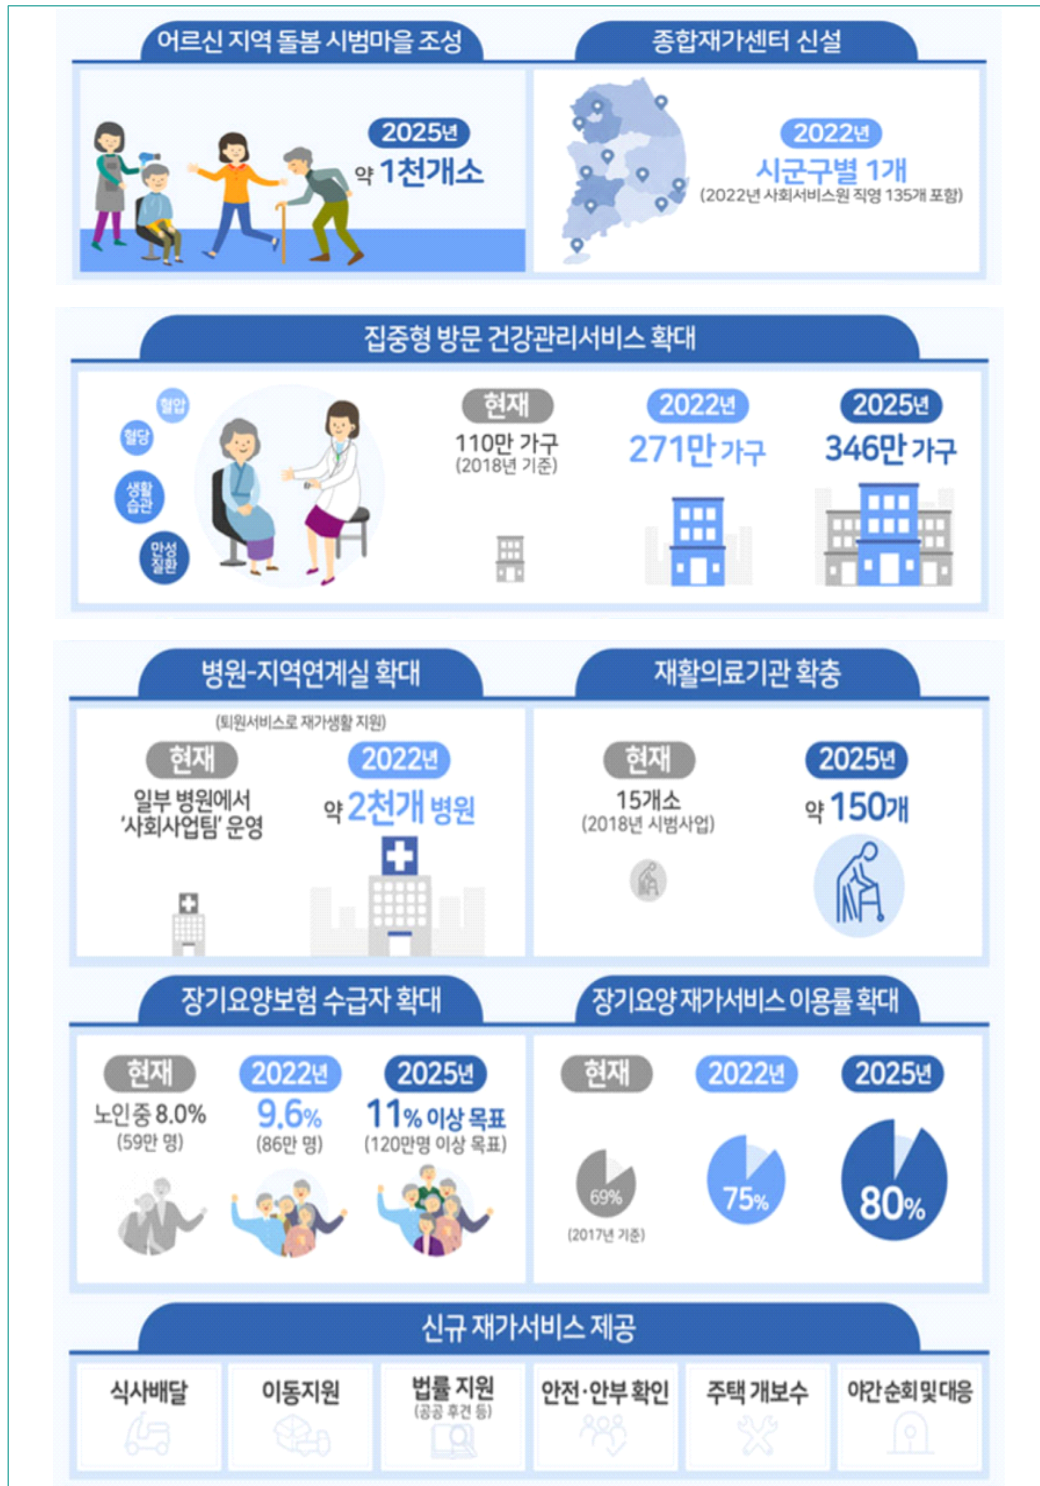 어르신 지역 돌봄 시범마을 조성
2025년
약 1천개소
종합재가센터 신설
2022년
시군구별 1개
(2022년 사회서비스원 직영 135개 포함)
집중형 방문 건강관리서비스 확대
혈압
혈당
생활
습관
만성
질환
현재
110만 가구
(2018년 기준)
2022년
271만 가구
2025년
346만 가구
병원-지역연계실 확대
(퇴원서비스로 재가생활 지원)
현재
일부 병원에서
'사회사업팀' 운영
2022년
약 2천개 병원
재활의료기관 확충
현재
15개소
(2018년 시범사업)
2025년
약 150개
장기요양보험 수급자 확대
현재
노인 중 8.0%
(59만 명)
2022년
9.6%
(86만 명)
2025년
11% 이상 목표
(120만명 이상 목표)
장기요양 재가서비스 이용률 확대
현재
69%
(2017년 기준)
2022년
75%
2025년
80%
신규 재가서비스 제공
식사배달
이동지원
법률 지원
(공공 후견 등)
안전·안부 확인
주택 개보수
야간 순회 및 대응